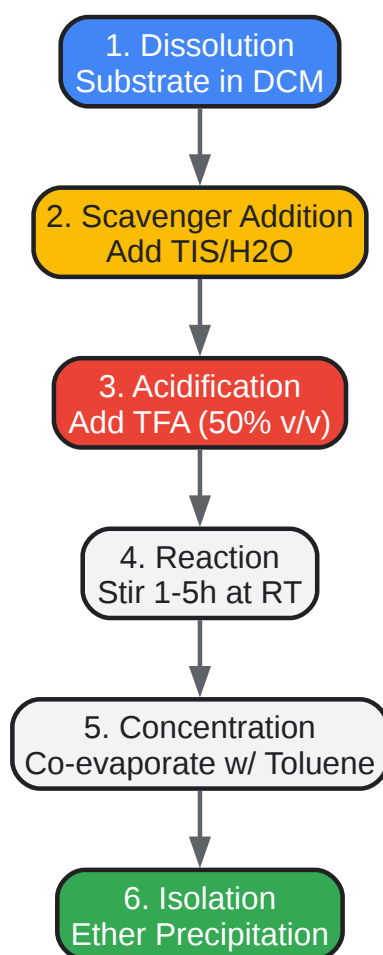 1. Dissolution
Substrate in DCM
2. Scavenger Addition
Add TIS/H2O
3. Acidification
Add TFA (50% v/v)
4. Reaction
Stir 1-5h at RT
5. Concentration
Co-evaporate w/ Toluene
6. Isolation
Ether Precipitation